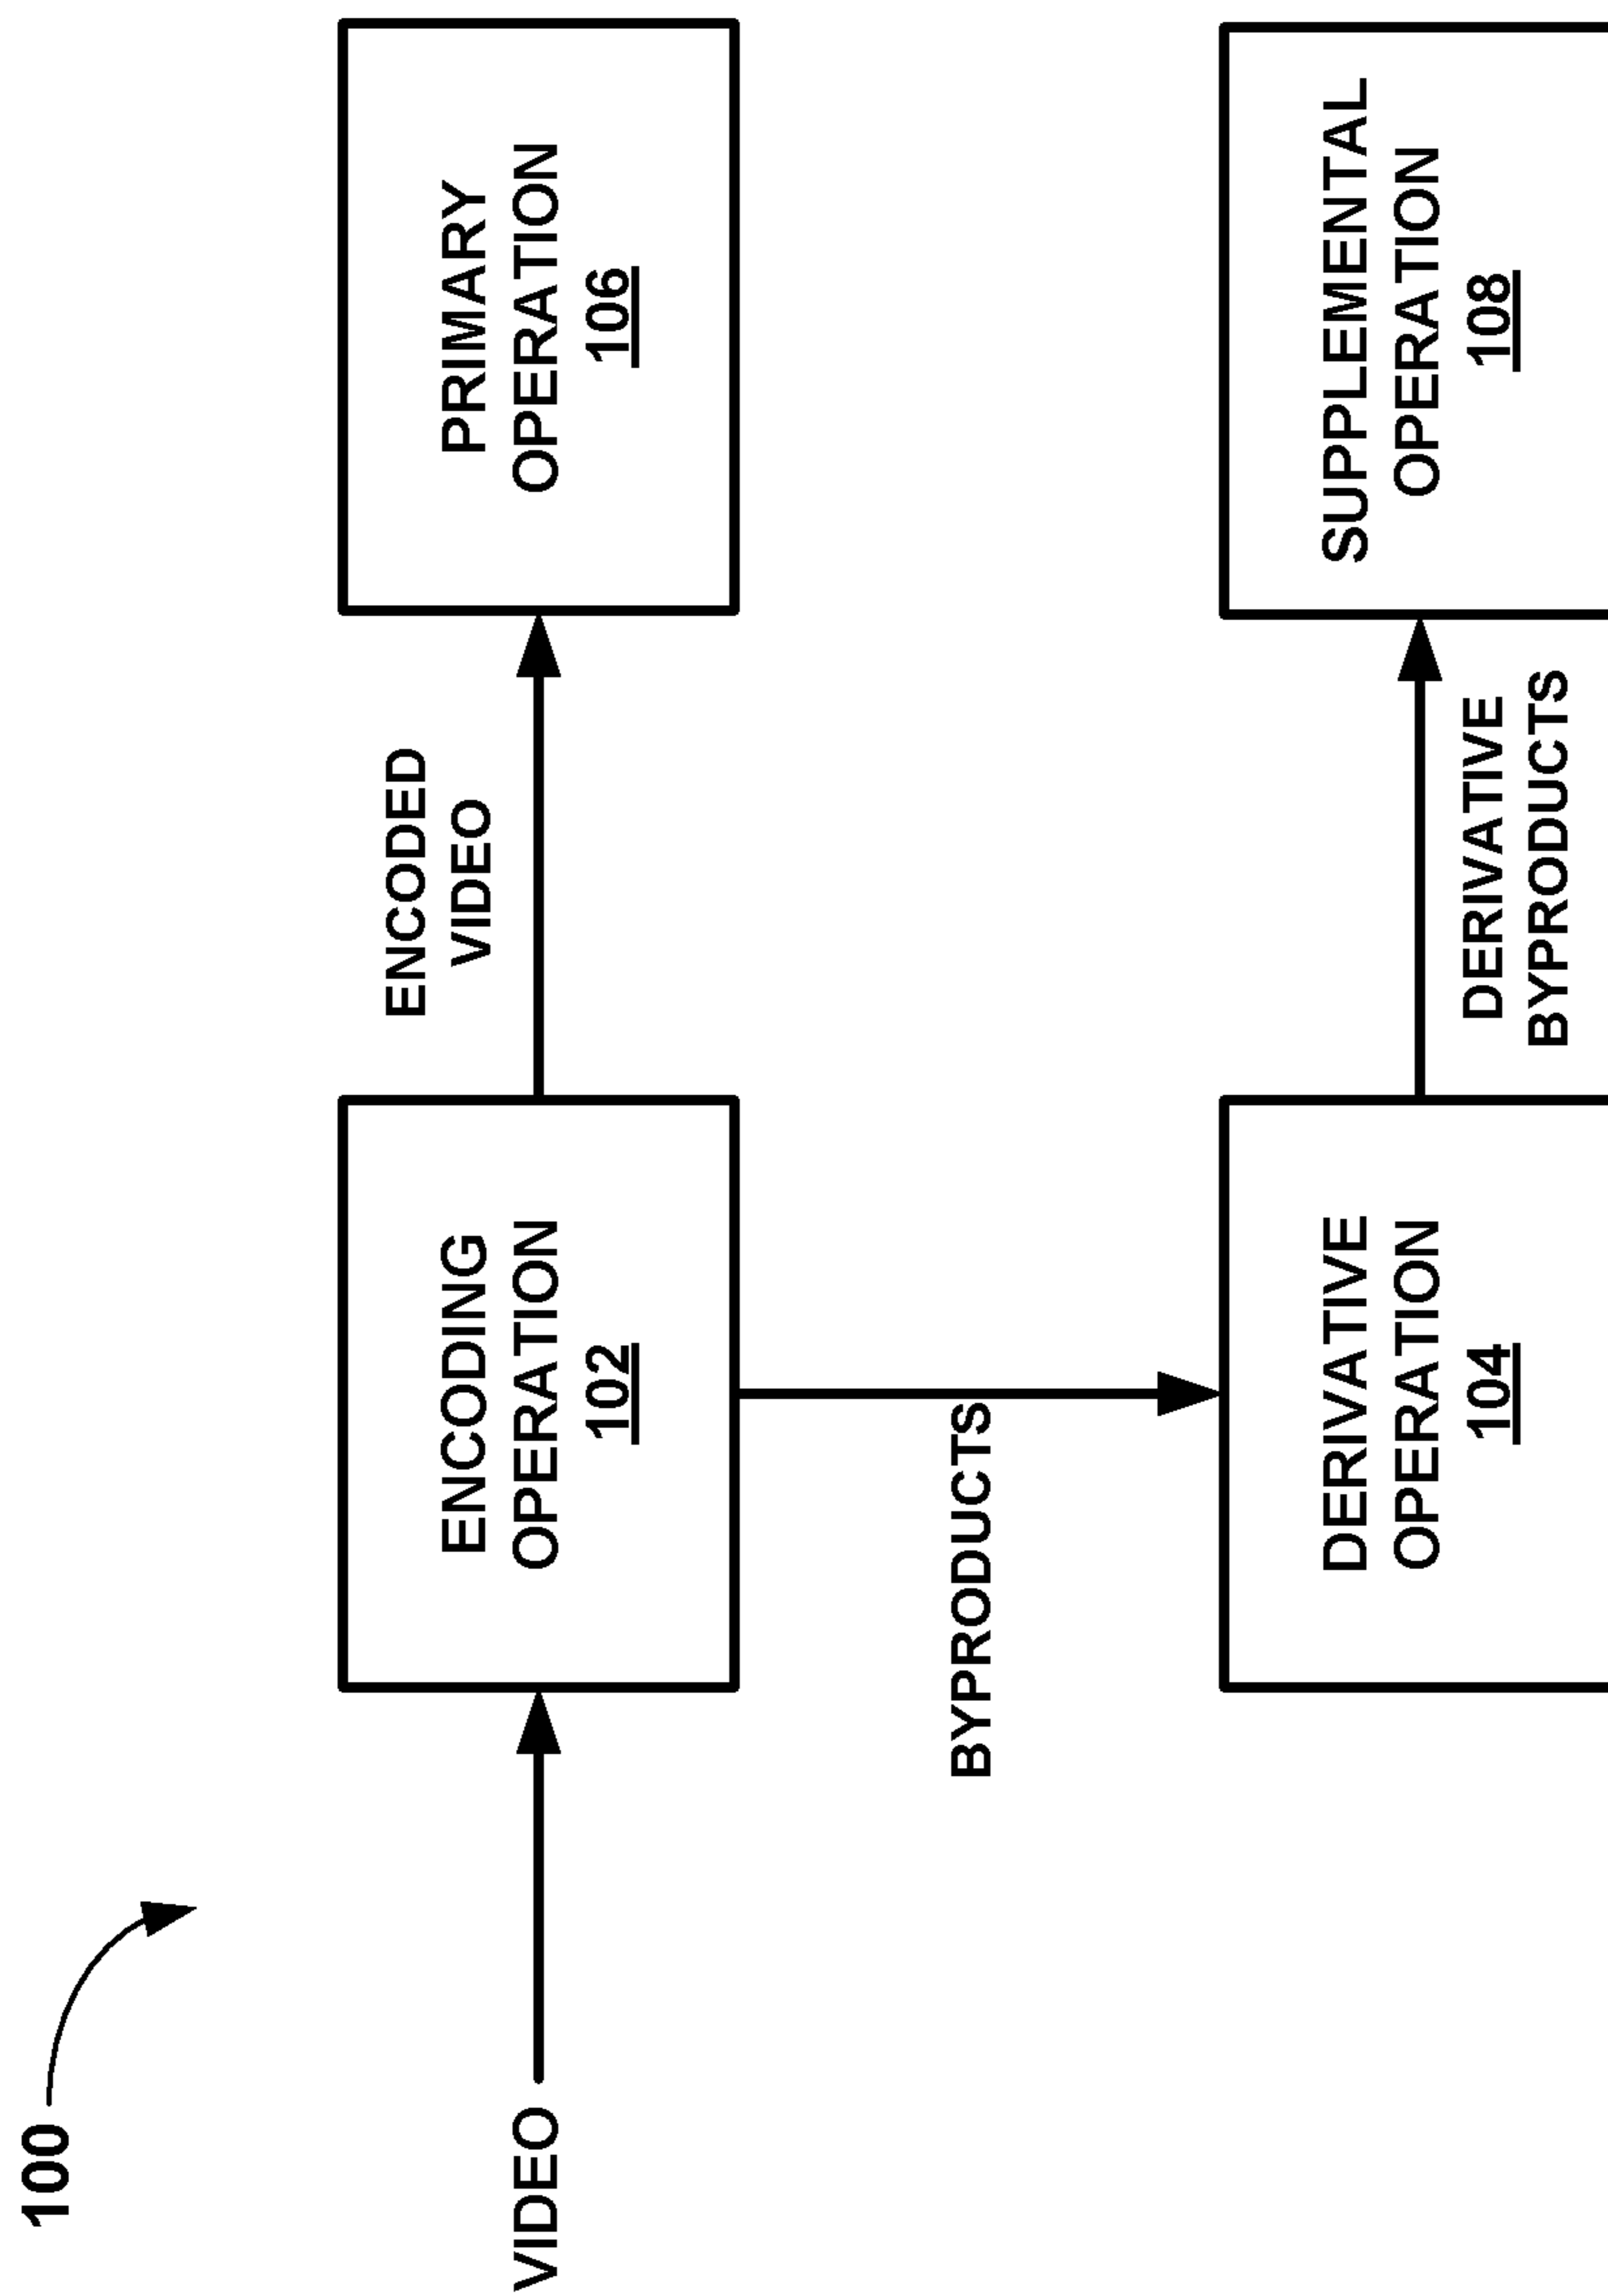 100
VIDEO
ENCODING
OPERATION
102
ENCODED
VIDEO
PRIMARY
OPERATION
106
BYPRODUCTS
DERIVATIVE
OPERATION
104
DERIVATIVE
BYPRODUCTS
SUPPLEMENTAL
OPERATION
108